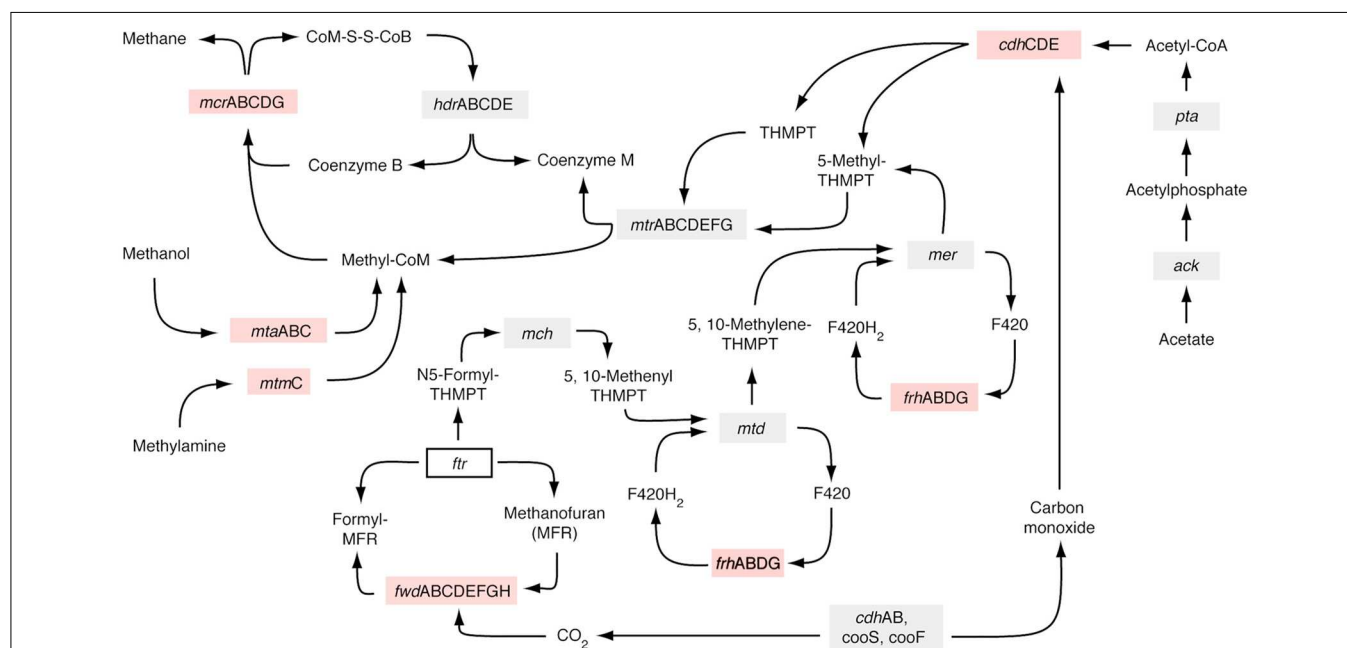 Methane
CoM-S-S-CoB
cdhCDE
Acetyl-CoA
mcrABCDG
hdrABCDE
pta
THMPT
Coenzyme B
Coenzyme M
5-Methyl-
THMPT
Acetylphosphate
mtrABCDEFG
Methanol
Methyl-CoM
mer
ack
mtaABC
mch
5, 10-Methylene-
THMPT
F420H2
F420
Acetate
mtmC
N5-Formyl-
THMPT
5, 10-Methenyl
THMPT
frhABDG
Methylamine
mtd
ftr
F420H2
F420
Formyl-
MFR
Methanofuran
(MFR)
Carbon
monoxide
frhABDG
fwdABCDEFGH
CO2
cdhAB,
cooS, cooF